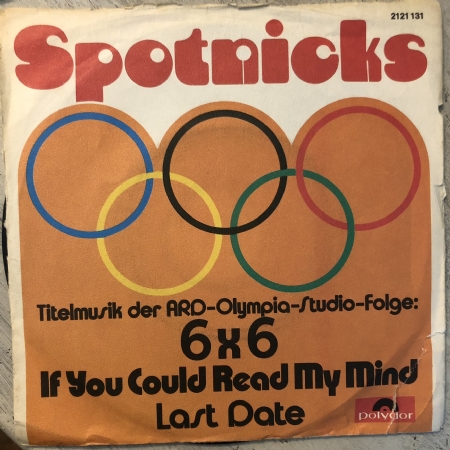 2121 131
Spotnicks
Titelmusik der ARD-Olympia-Studio-Folge:
6x6
If You Could Read My Mind
Last Date
polydor